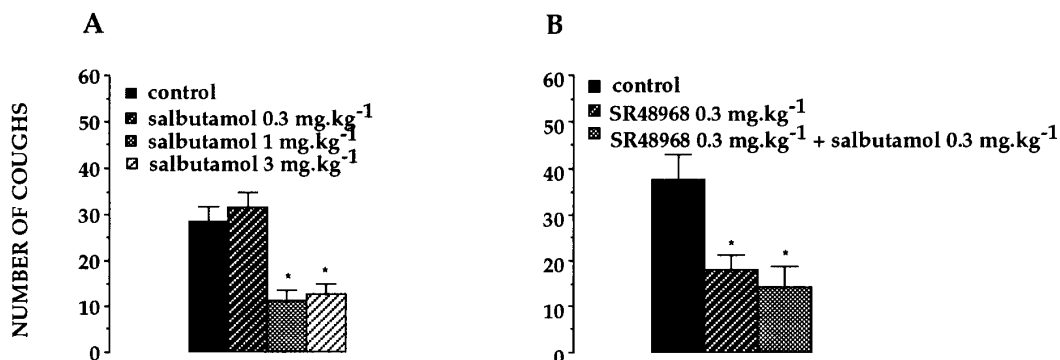 A
NUMBER OF COUGHS
60
50
40
30
20
10
0
control
salbutamol 0.3 mg.kg⁻¹
salbutamol 1 mg.kg⁻¹
salbutamol 3 mg.kg⁻¹
*
*
B
60
50
40
30
20
10
0
control
SR48968 0.3 mg.kg⁻¹
SR48968 0.3 mg.kg⁻¹ + salbutamol 0.3 mg.kg⁻¹
*
*